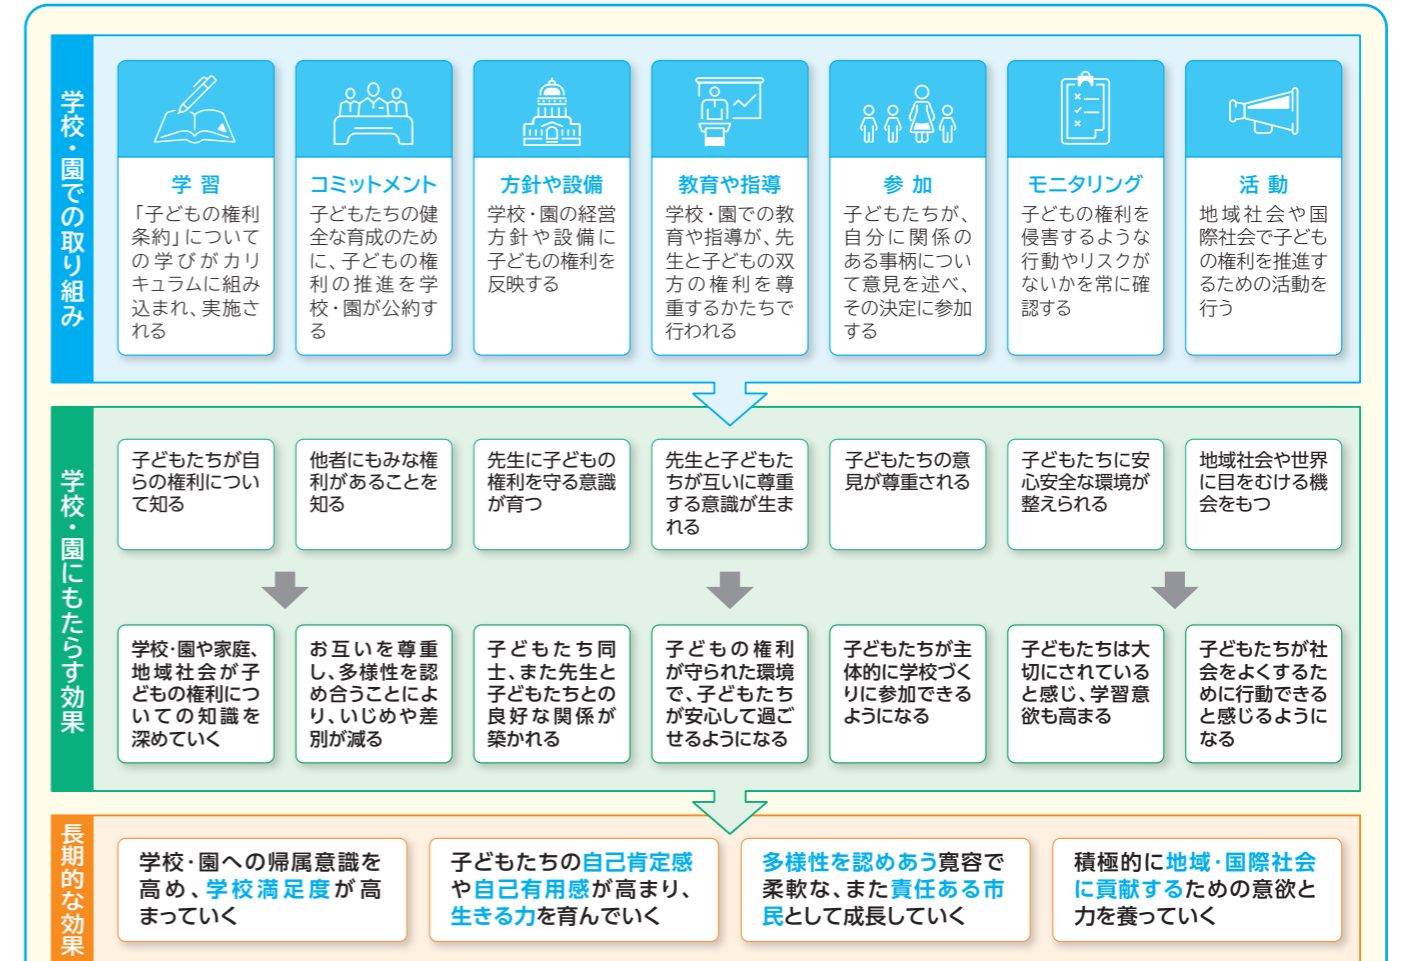 学校・園での取り組み
学習
「子どもの権利
条約」について
の学びがカリ
キュラムに組み
込まれ、実施さ
れる
コミットメント
子どもたちの健
全な育成のため
に、子どもの権
利の推進を学
校・園が公約す
る
方針や設備
学校・園の経営
方針や設備に
子どもの権利を
反映する
教育や指導
学校・園での教
育や指導が、先
生と子どもの双
方の権利を尊
重するかたちで
行われる
参加
子どもたちが、
自分に関係の
ある事柄につい
て意見を述べ、
その決定に参加
する
モニタリング
子どもの権利を
侵害するような
行動やリスクが
ないかを常に確
認する
活動
地域社会や国
際社会で子ども
の権利を推進す
るための活動を
行う
学校・園にもたらす効果
子どもたちが自
らの権利につい
て知る
他者にもみな権
利があることを
知る
先生に子どもの
権利を守る意識
が育つ
先生と子どもた
ちが互いに尊重
する意識が生ま
れる
子どもたちの意
見が尊重される
子どもたちに安
心安全な環境が
整えられる
地域社会や世界
に目をむける機
会をもつ
学校・園や家庭、
地域社会が子
どもの権利につ
いての知識を
深めていく
お互いを尊重
し、多様性を認
め合うことによ
り、いじめや差
別が減る
子どもたち同
士、また先生と
子どもたちとの
良好な関係が
築かれる
子どもの権利
が守られた環境
で、子どもたち
が安心して過ご
せるようになる
子どもたちが主
体的に学校づく
りに参加できる
ようになる
子どもたちは大
切にされている
と感じ、学習意
欲も高まる
子どもたちが社
会をよくするた
めに行動できる
と感じるように
なる
長期的な効果
学校・園への帰属意識を
高め、学校満足度が高
まっていく
子どもたちの自己肯定感
や自己有用感が高まり、
生きる力を育んでいく
多様性を認めあう寛容で
柔軟な、また責任ある市
民として成長していく
積極的に地域・国際社会
に貢献するための意欲と
力を養っていく